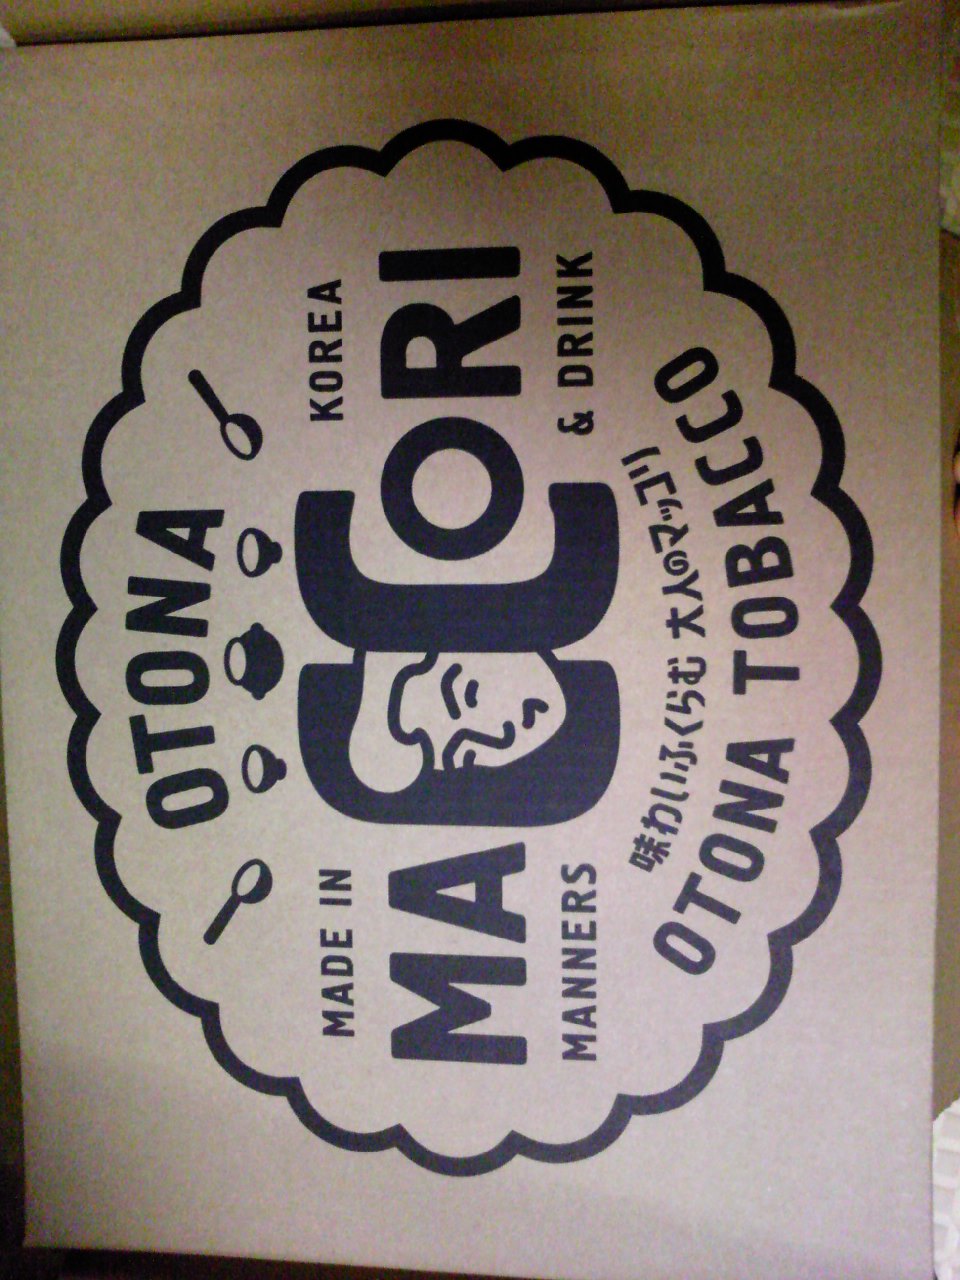 OTONA
MADE IN KOREA
MACCORI
MANNERS & DRINK
味わいふくらむ 大人のマッコリ
OTONA TOBACCO